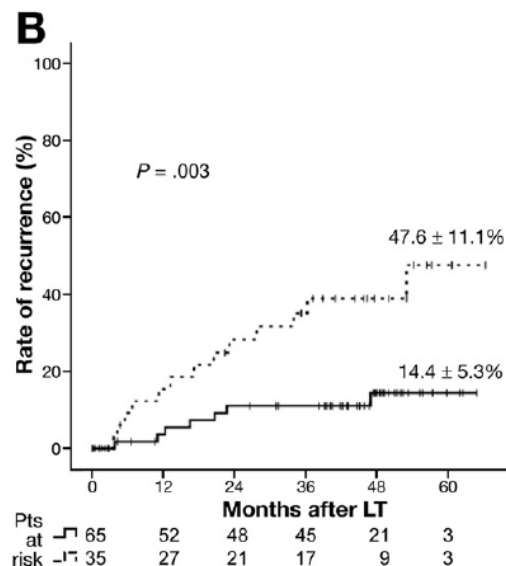 B
Rate of recurrence (%)
100
80
60
40
20
0
P = .003
47.6 ± 11.1%
14.4 ± 5.3%
0 12 24 36 48 60
Months after LT
Pts
at 65 52 48 45 21 3
risk 35 27 21 17 9 3